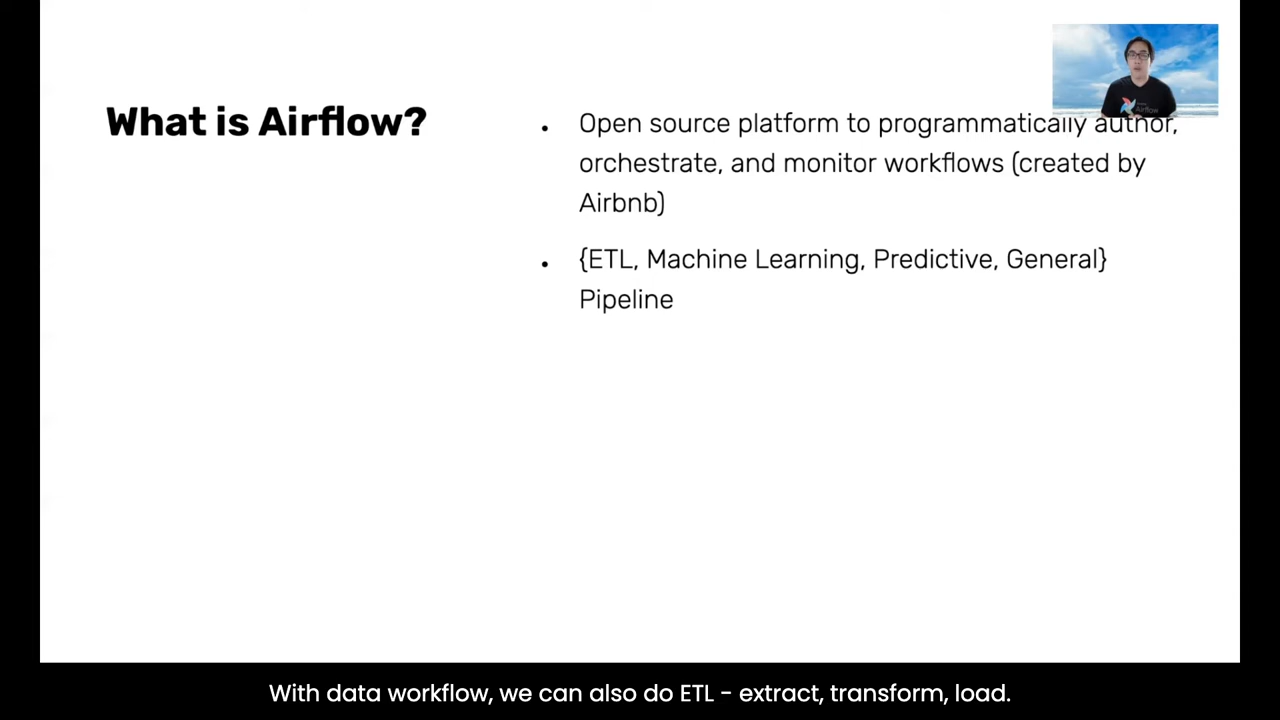 What is Airflow?
• Open source platform to programmatically author,
orchestrate, and monitor workflows (created by
Airbnb)
• {ETL, Machine Learning, Predictive, General}
Pipeline
Airflow
With data workflow, we can also do ETL - extract, transform, load.